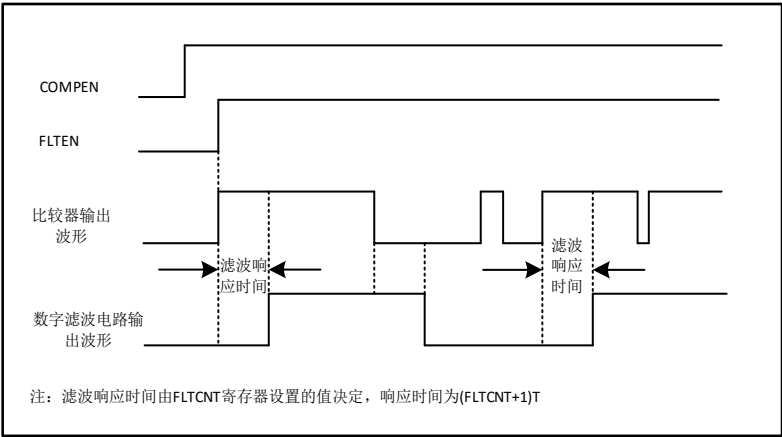 COMPEN
FLTEN
比较器输出
波形
滤波响
应时间
滤波
响应
时间
数字滤波电路输
出波形
注：滤波响应时间由FLTCNT寄存器设置的值决定，响应时间为(FLTCNT+1)T